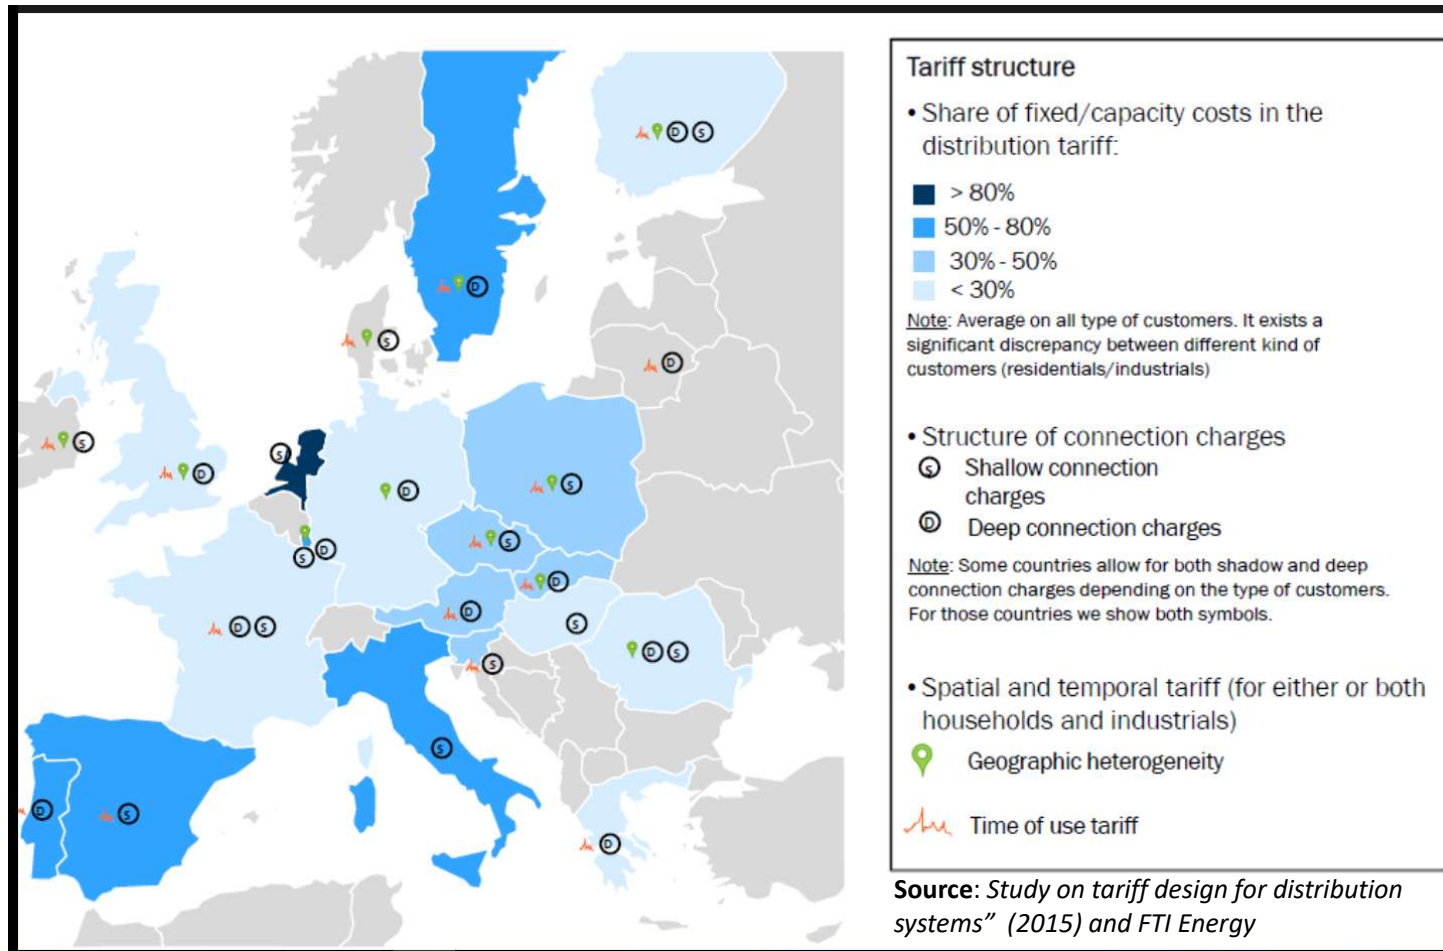 D S
D
S
D
S
S
D
S
D
S
D
S D
S
D
D
D S
S
D S
S
S
D
S
D
Tariff structure
• Share of fixed/capacity costs in the
distribution tariff:
> 80%
50% - 80%
30% - 50%
< 30%
Note: Average on all type of customers. It exists a
significant discrepancy between different kind of
customers (residentials/industrials)
• Structure of connection charges
S Shallow connection
charges
D Deep connection charges
Note: Some countries allow for both shadow and deep
connection charges depending on the type of customers.
For those countries we show both symbols.
• Spatial and temporal tariff (for either or both
households and industrials)
Geographic heterogeneity
Time of use tariff
Source: Study on tariff design for distribution
systems” (2015) and FTI Energy